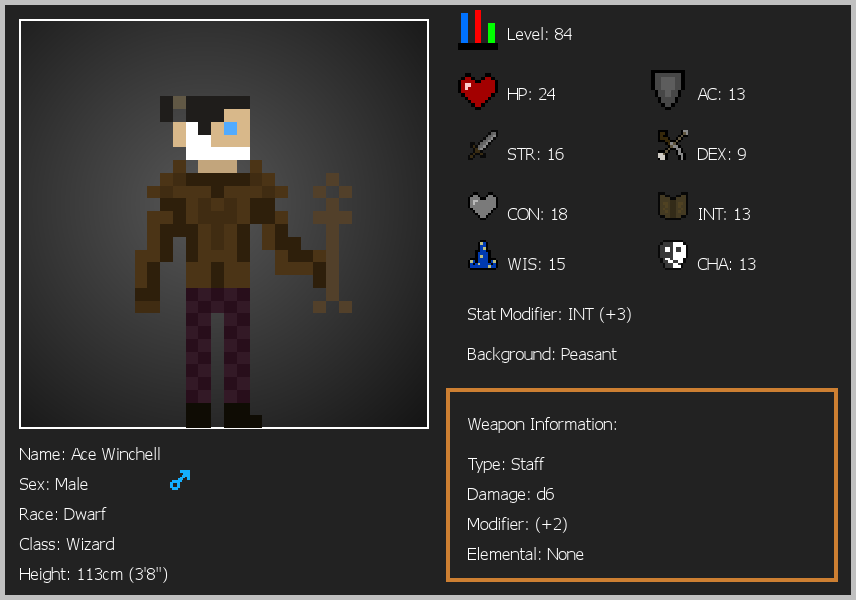 Level: 84
HP: 24
AC: 13
STR: 16
DEX: 9
CON: 18
INT: 13
WIS: 15
CHA: 13
Stat Modifier: INT (+3)
Background: Peasant
Weapon Information:
Type: Staff
Damage: d6
Modifier: (+2)
Elemental: None
Name: Ace Winchell
Sex: Male
Race: Dwarf
Class: Wizard
Height: 113cm (3'8")